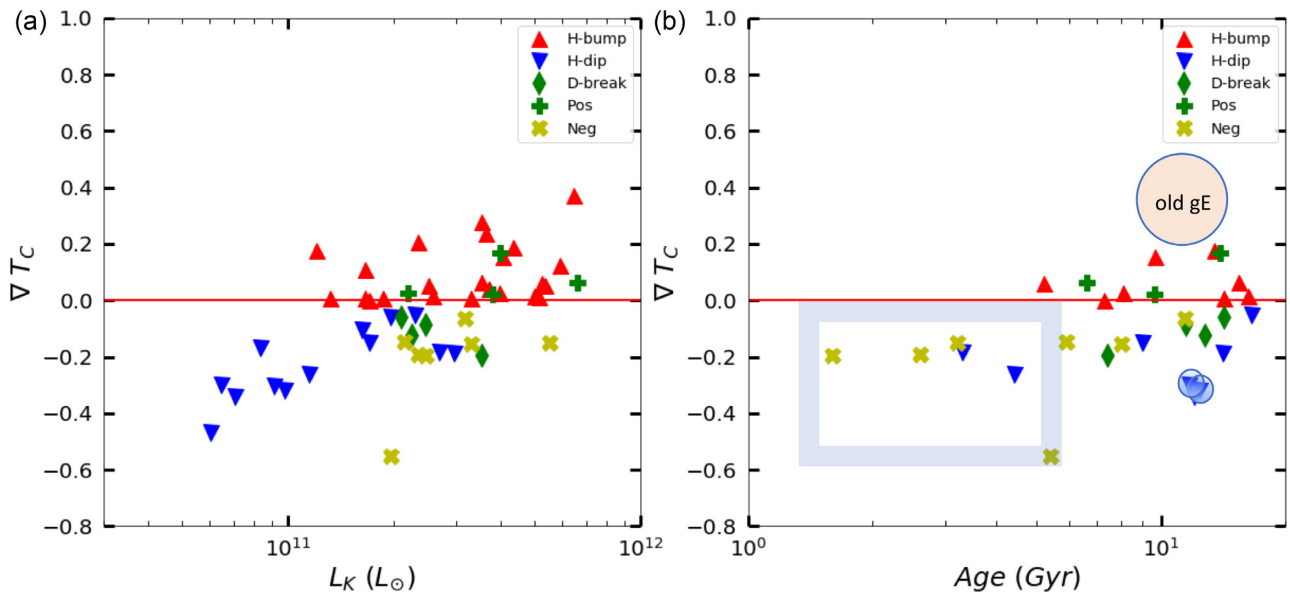 (a)
1.0
0.8
0.6
0.4
0.2
0.0
−0.2
−0.4
−0.6
−0.8
∇ T_C
H-bump
H-dip
D-break
Pos
Neg
10^11
10^12
L_K (L_⊙)
(b)
1.0
0.8
0.6
0.4
0.2
0.0
−0.2
−0.4
−0.6
−0.8
∇ T_C
H-bump
H-dip
D-break
Pos
Neg
old gE
10^0
10^1
Age (Gyr)